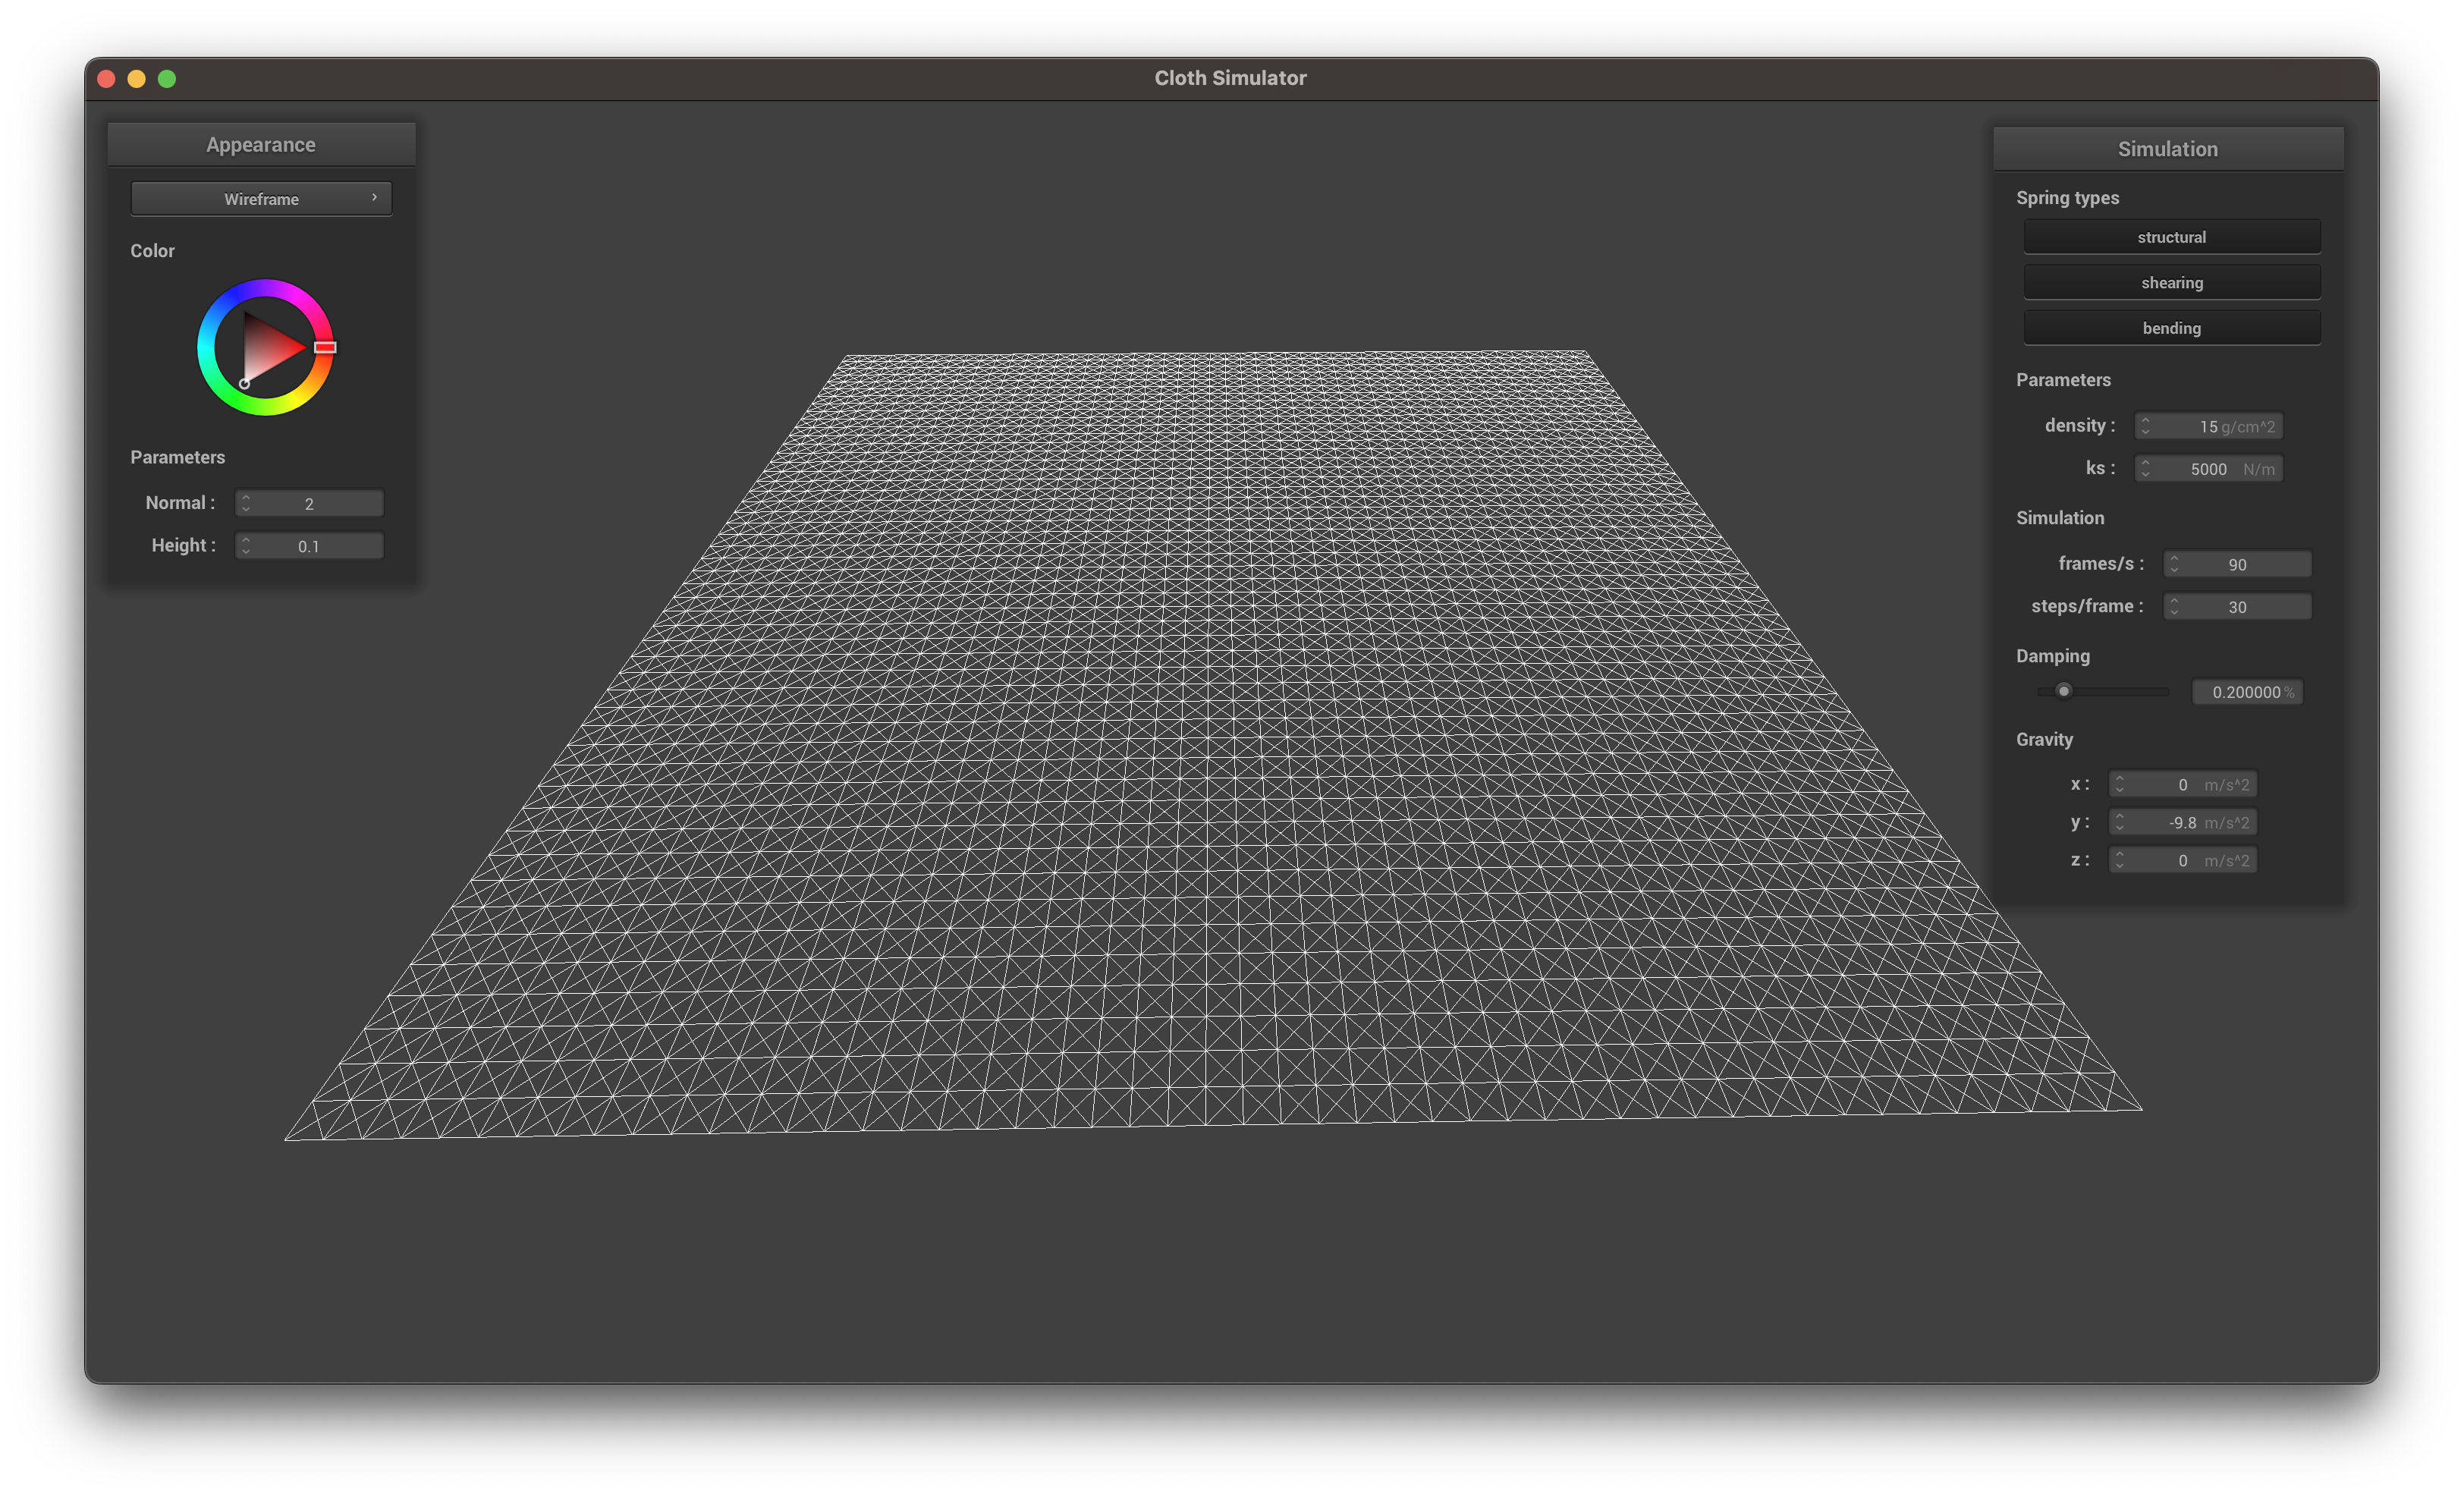 Cloth Simulator
Appearance
Wireframe
Color
Parameters
Normal : 2
Height : 0.1
Simulation
Spring types
structural
shearing
bending
Parameters
density : 15 g/cm^2
ks : 5000 N/m
Simulation
frames/s : 90
steps/frame : 30
Damping
0.200000 %
Gravity
x : 0 m/s^2
y : -9.8 m/s^2
z : 0 m/s^2